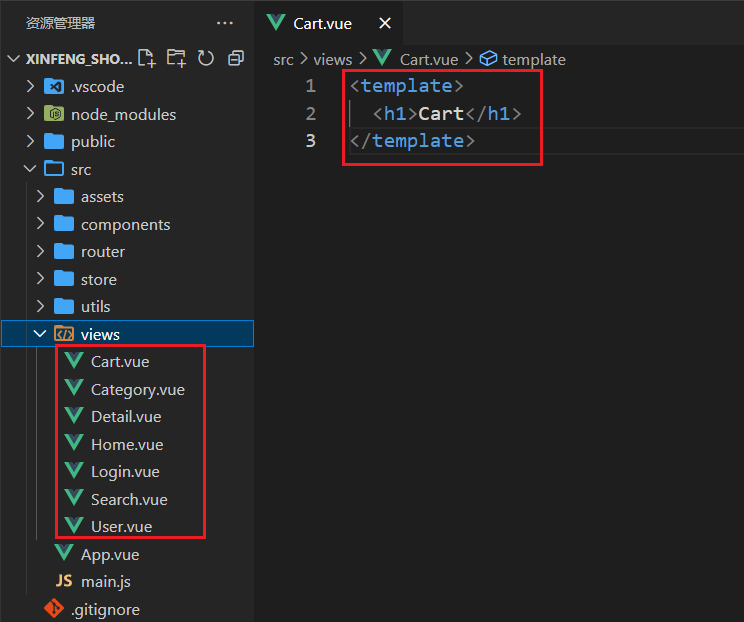 资源管理器
XINFENG_SHO...
.vscode
node_modules
public
src
assets
components
router
store
utils
views
Cart.vue
Category.vue
Detail.vue
Home.vue
Login.vue
Search.vue
User.vue
App.vue
JS main.js
.gitignore
Cart.vue
src > views > Cart.vue > template
1 <template>
2 <h1>Cart</h1>
3 </template>